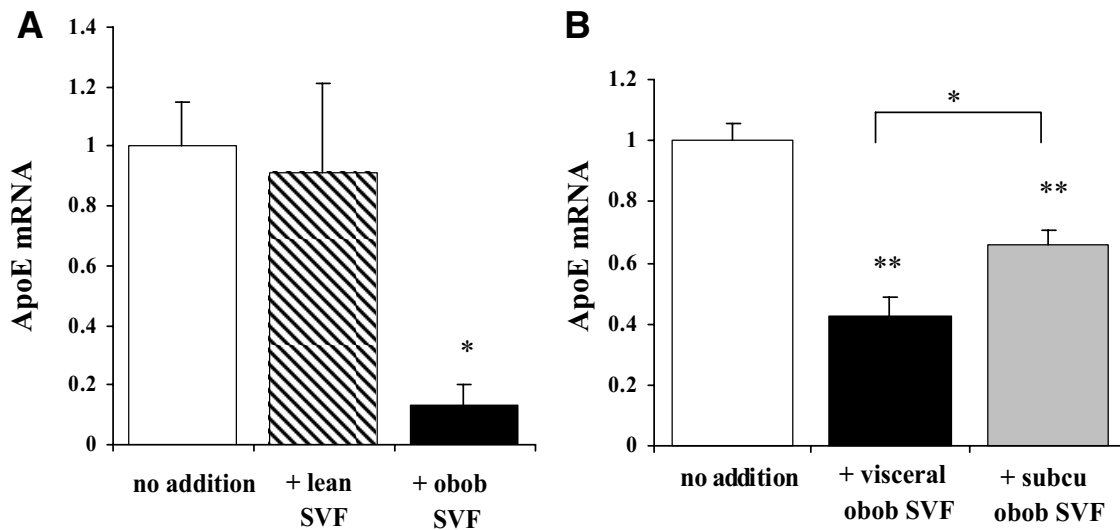 A
1.4
1.2
1
0.8
0.6
0.4
0.2
0
ApoE mRNA
*
no addition
+ lean
SVF
+ obob
SVF
B
1.2
1
0.8
0.6
0.4
0.2
0
ApoE mRNA
*
**
**
no addition
+ visceral
obob SVF
+ subcu
obob SVF